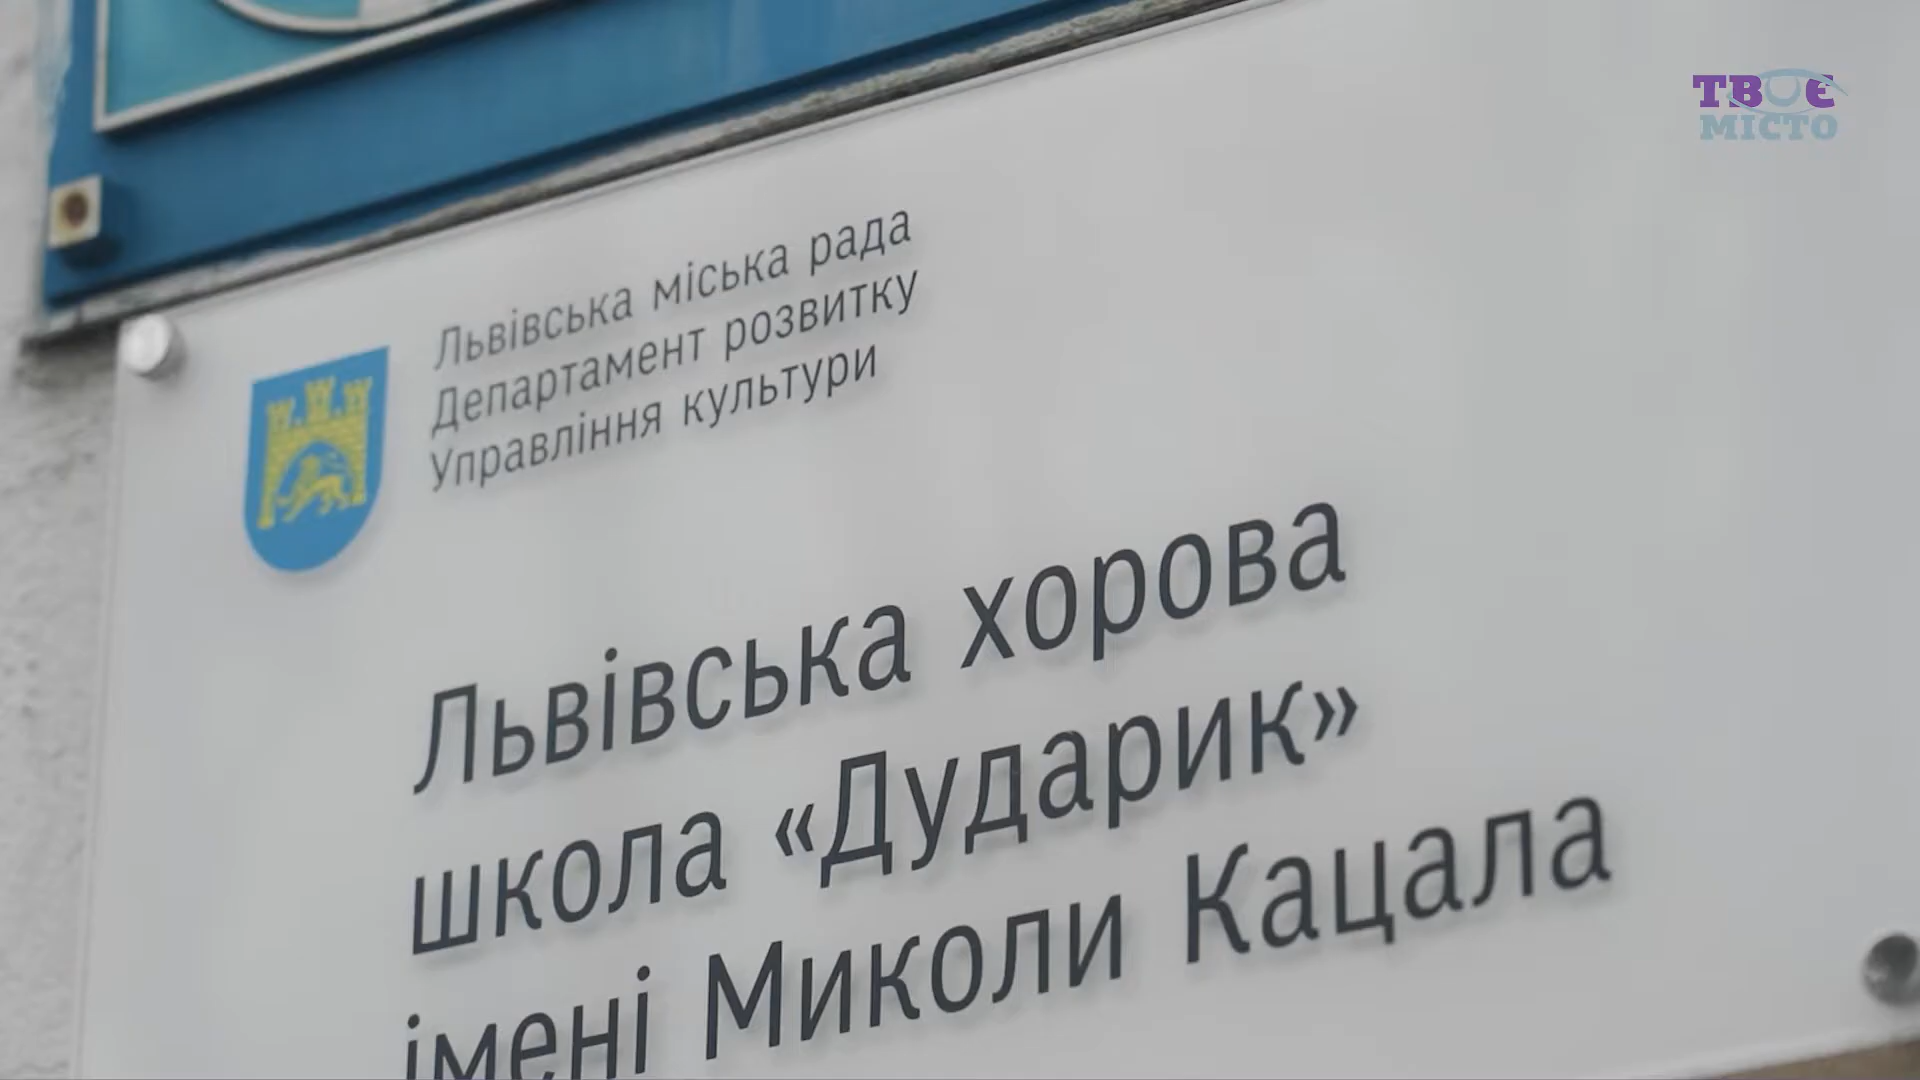 ТВОЄ
МІСТО
Львівська міська рада
Департамент розвитку
Управління культури
Львівська хорова
школа «Дударик»
імені Миколи Кацала